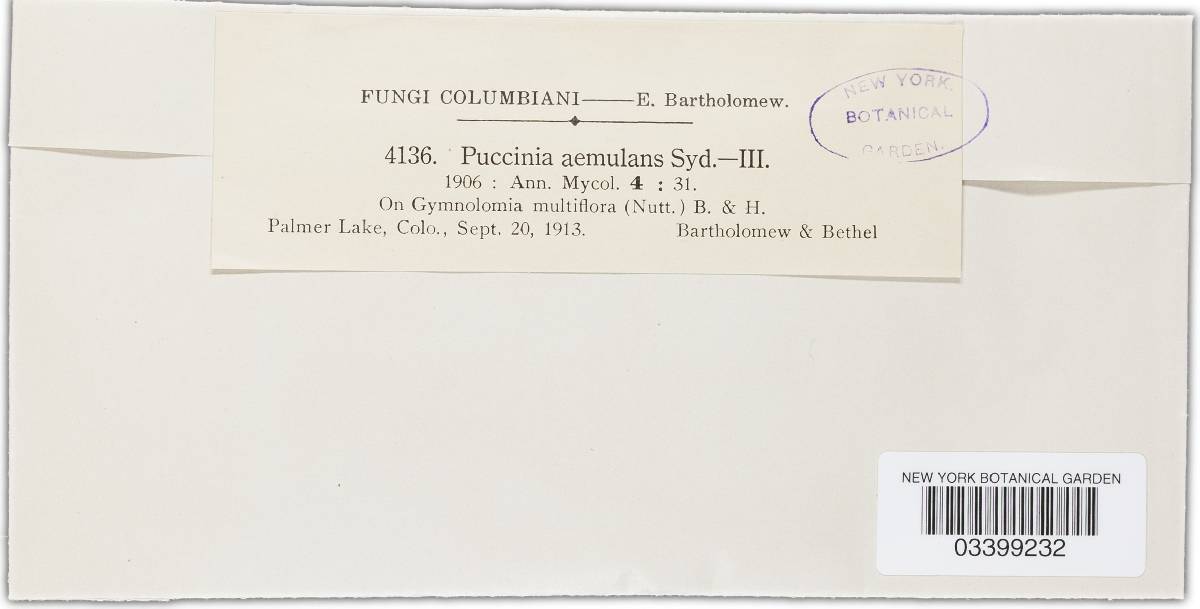 FUNGI COLUMBIANI——E. Bartholomew.
4136. Puccinia aemulans Syd.—III.
1906 : Ann. Mycol. 4 : 31.
On Gymnolomia multiflora (Nutt.) B. & H.
Palmer Lake, Colo., Sept. 20, 1913. Bartholomew & Bethel
NEW YORK.
BOTANICAL
GARDEN.
NEW YORK BOTANICAL GARDEN
03399232